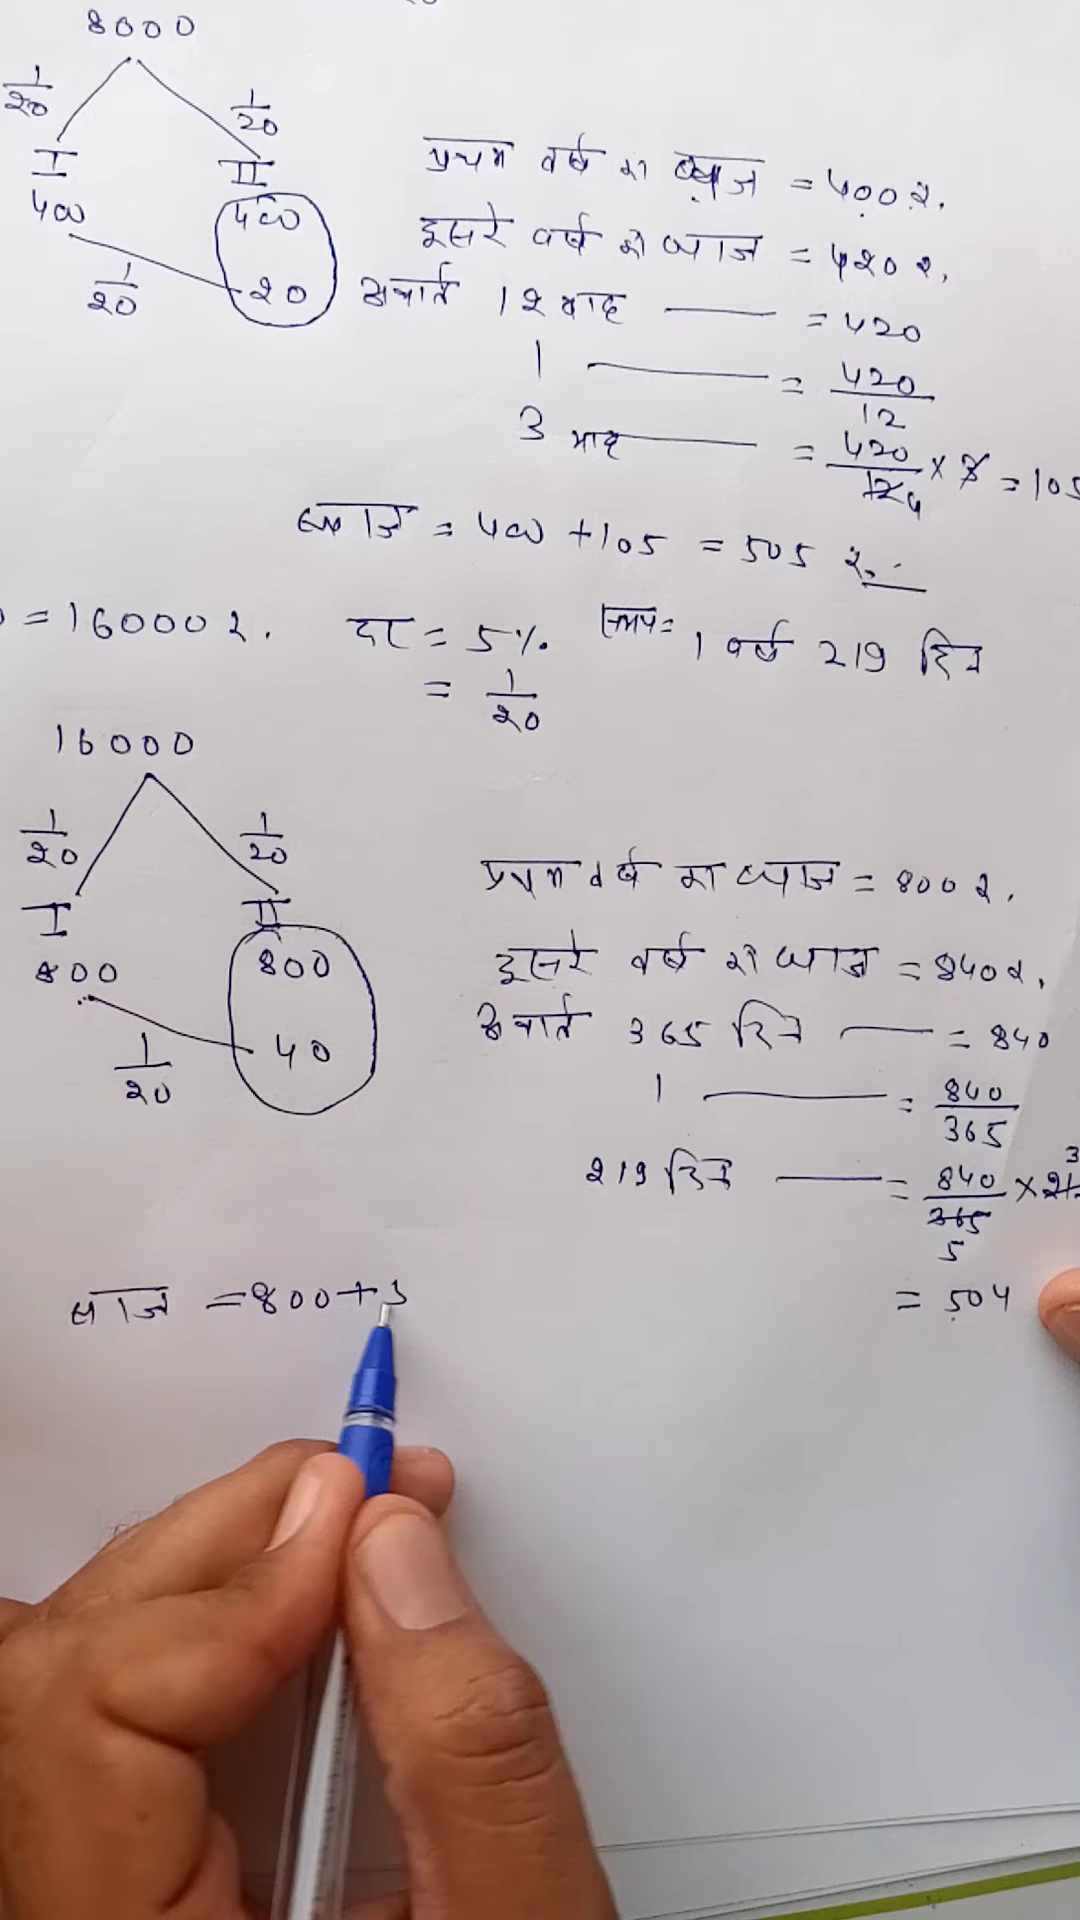 8000
1/20 1/20
I II
400 400
1/20 20
प्रथम वर्ष का ब्याज = 400 रु.
दूसरे वर्ष का ब्याज = 420 रु.
अर्थात 12 माह —— = 420
1 —— = 420/12
3 माह —— = 420/12 4 × 3 = 105
ब्याज = 400 + 105 = 505 रु.
= 16000 रु. दर = 5% समय = 1 वर्ष 219 दिन
= 1/20
16000
1/20 1/20
I II
800 800
1/20 40
प्रथम वर्ष का ब्याज = 800 रु.
दूसरे वर्ष का ब्याज = 840 रु.
अर्थात 365 दिन —— = 840
1 —— = 840/365
219 दिन —— = 840/365 5 × 3
= 504
ब्याज = 800 +